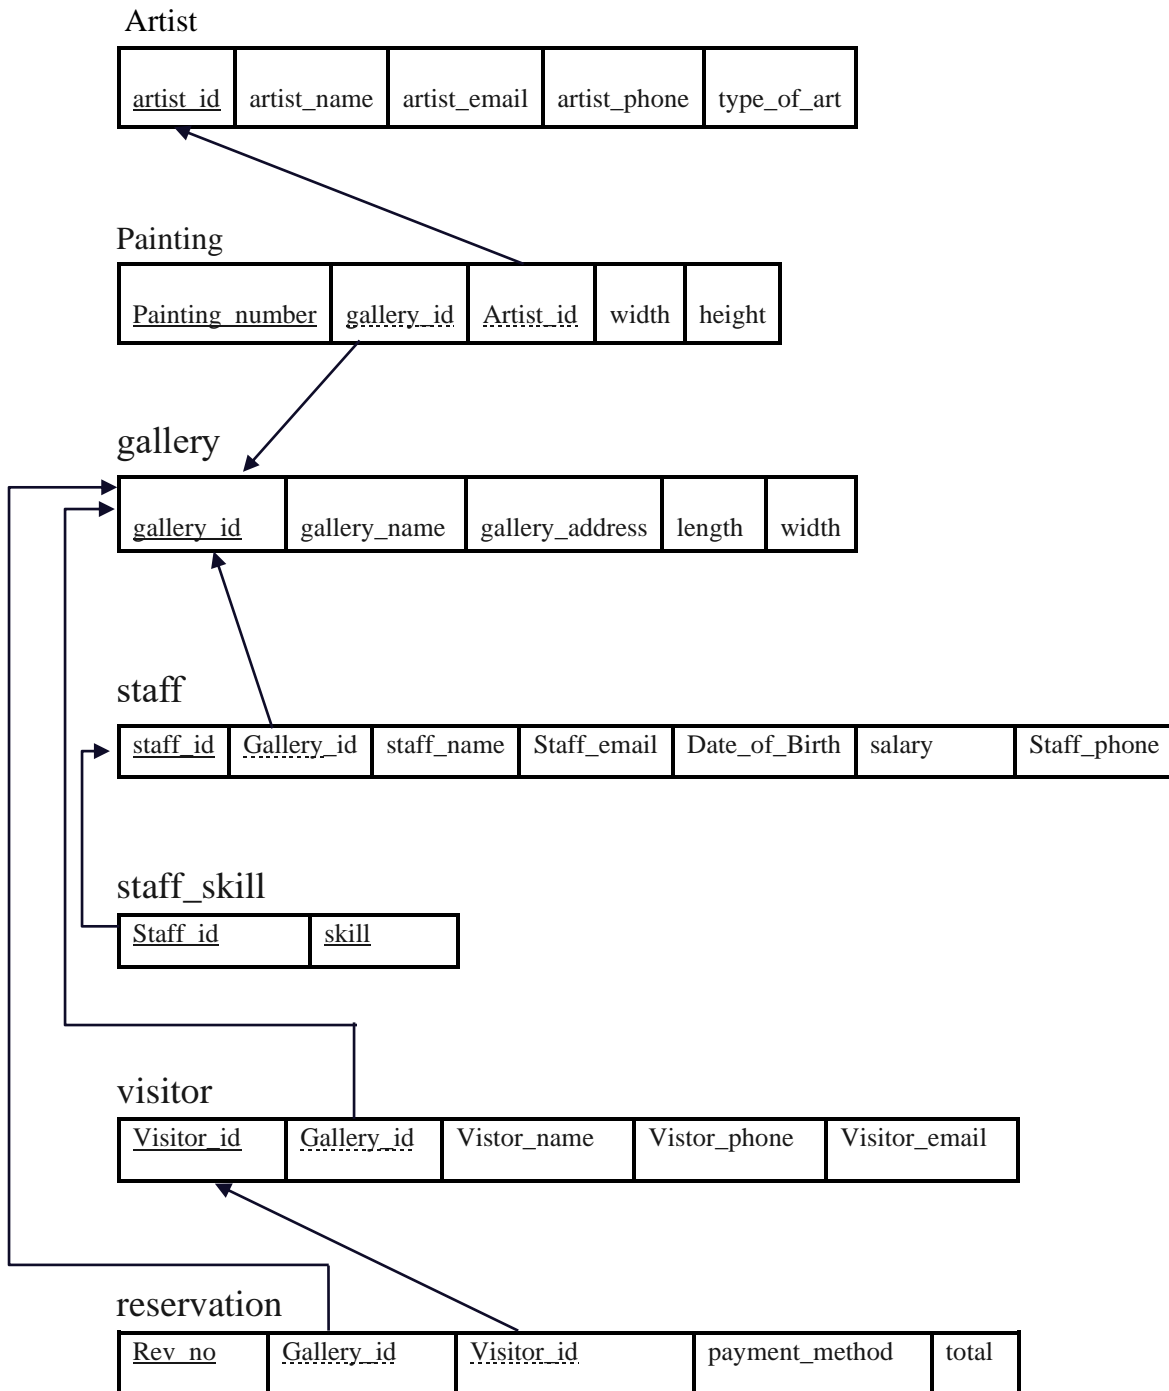 Artist
artist_id artist_name artist_email artist_phone type_of_art
Painting
Painting_number gallery_id Artist_id width height
gallery
gallery_id gallery_name gallery_address length width
staff
staff_id Gallery_id staff_name Staff_email Date_of_Birth salary Staff_phone
staff_skill
Staff_id skill
visitor
Visitor_id Gallery_id Vistor_name Vistor_phone Visitor_email
reservation
Rev_no Gallery_id Visitor_id payment_method total